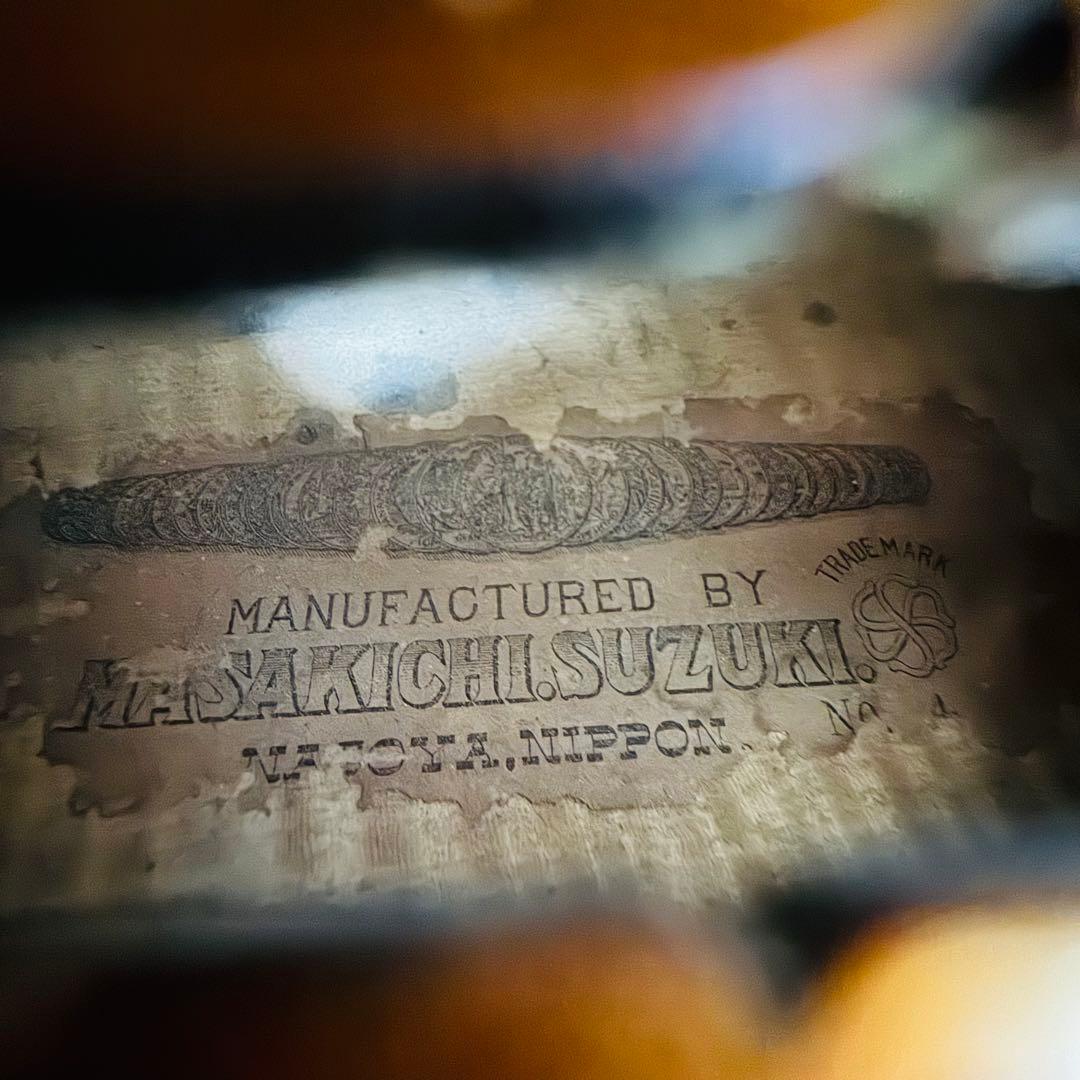 MANUFACTURED BY
TRADEMARK
MASAKICHI.SUZUKI.
NAGOYA,NIPPON.
No. 4